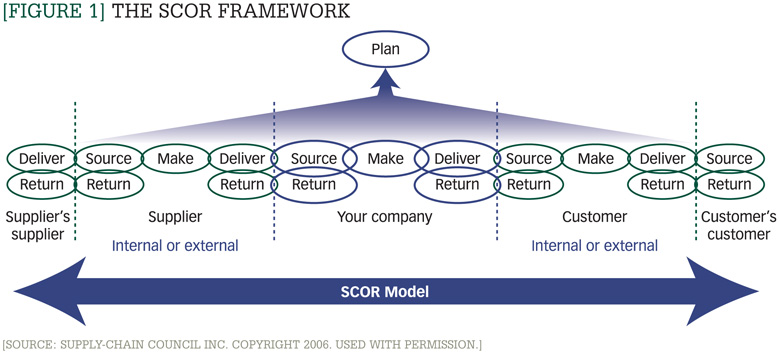 [FIGURE 1] THE SCOR FRAMEWORK
Plan
Deliver Source Make Deliver Source Make Deliver Source Make Deliver Source
Return Return Return Return Return Return Return Return
Supplier's supplier Supplier Your company Customer Customer's customer
Internal or external Internal or external
SCOR Model
[SOURCE: SUPPLY-CHAIN COUNCIL INC. COPYRIGHT 2006. USED WITH PERMISSION.]